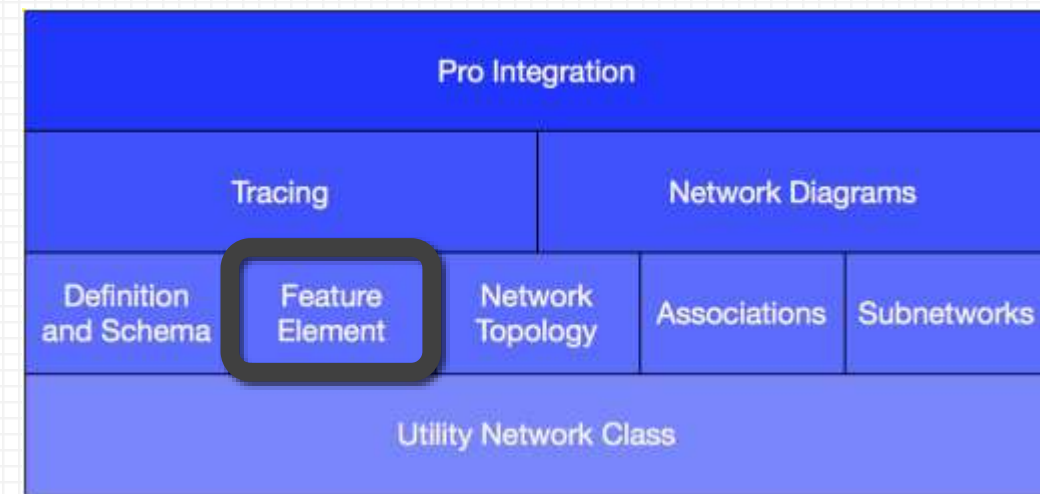 Pro Integration
Tracing
Network Diagrams
Definition
and Schema
Feature
Element
Network
Topology
Associations
Subnetworks
Utility Network Class